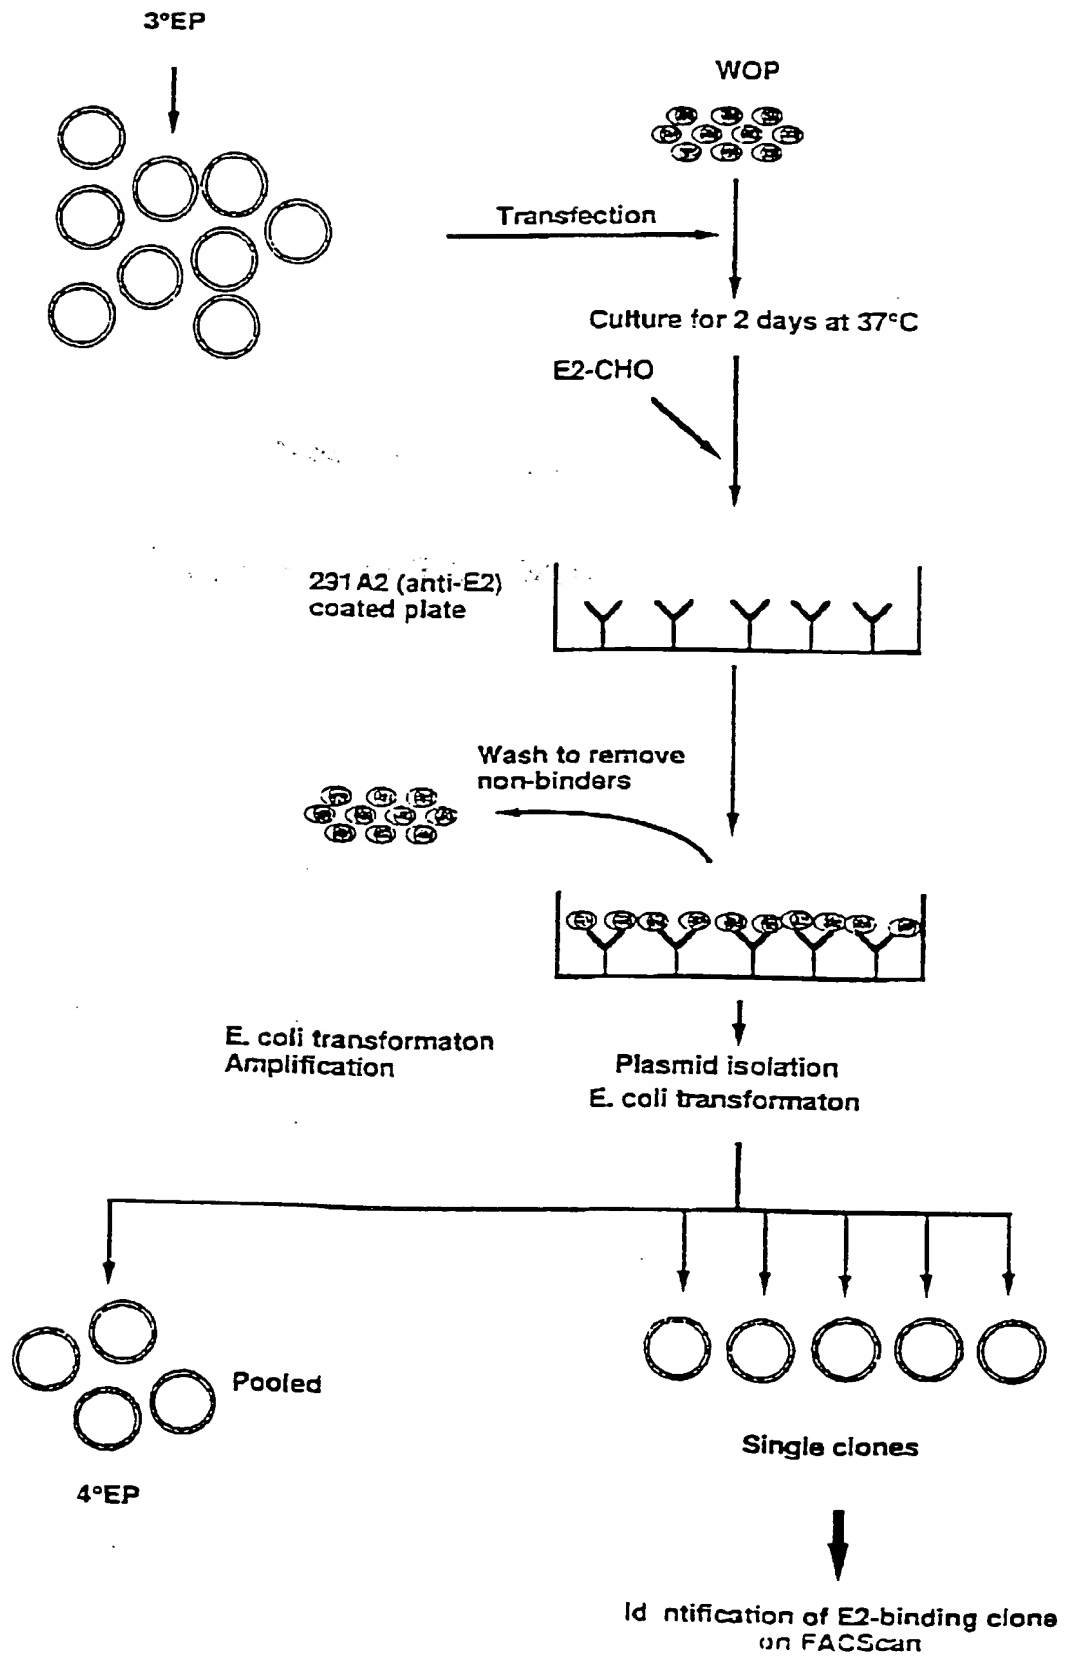 3°EP
WOP
Transfection
Culture for 2 days at 37°C
E2-CHO
291A2 (anti-E2)
coated plate
Wash to remove
non-binders
E. coli transformaton
Amplification
Plasmid isolation
E. coli transformaton
Pooled
4°EP
Single clones
Id ntification of E2-binding clone
on FACScan